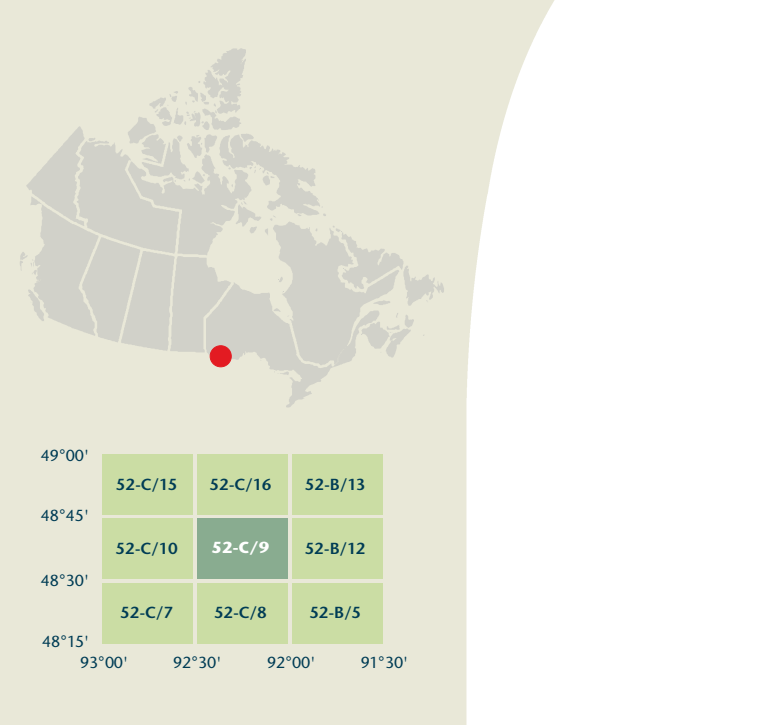 49°00'
52-C/15 52-C/16 52-B/13
48°45'
52-C/10 52-C/9 52-B/12
48°30'
52-C/7 52-C/8 52-B/5
48°15'
93°00' 92°30' 92°00' 91°30'